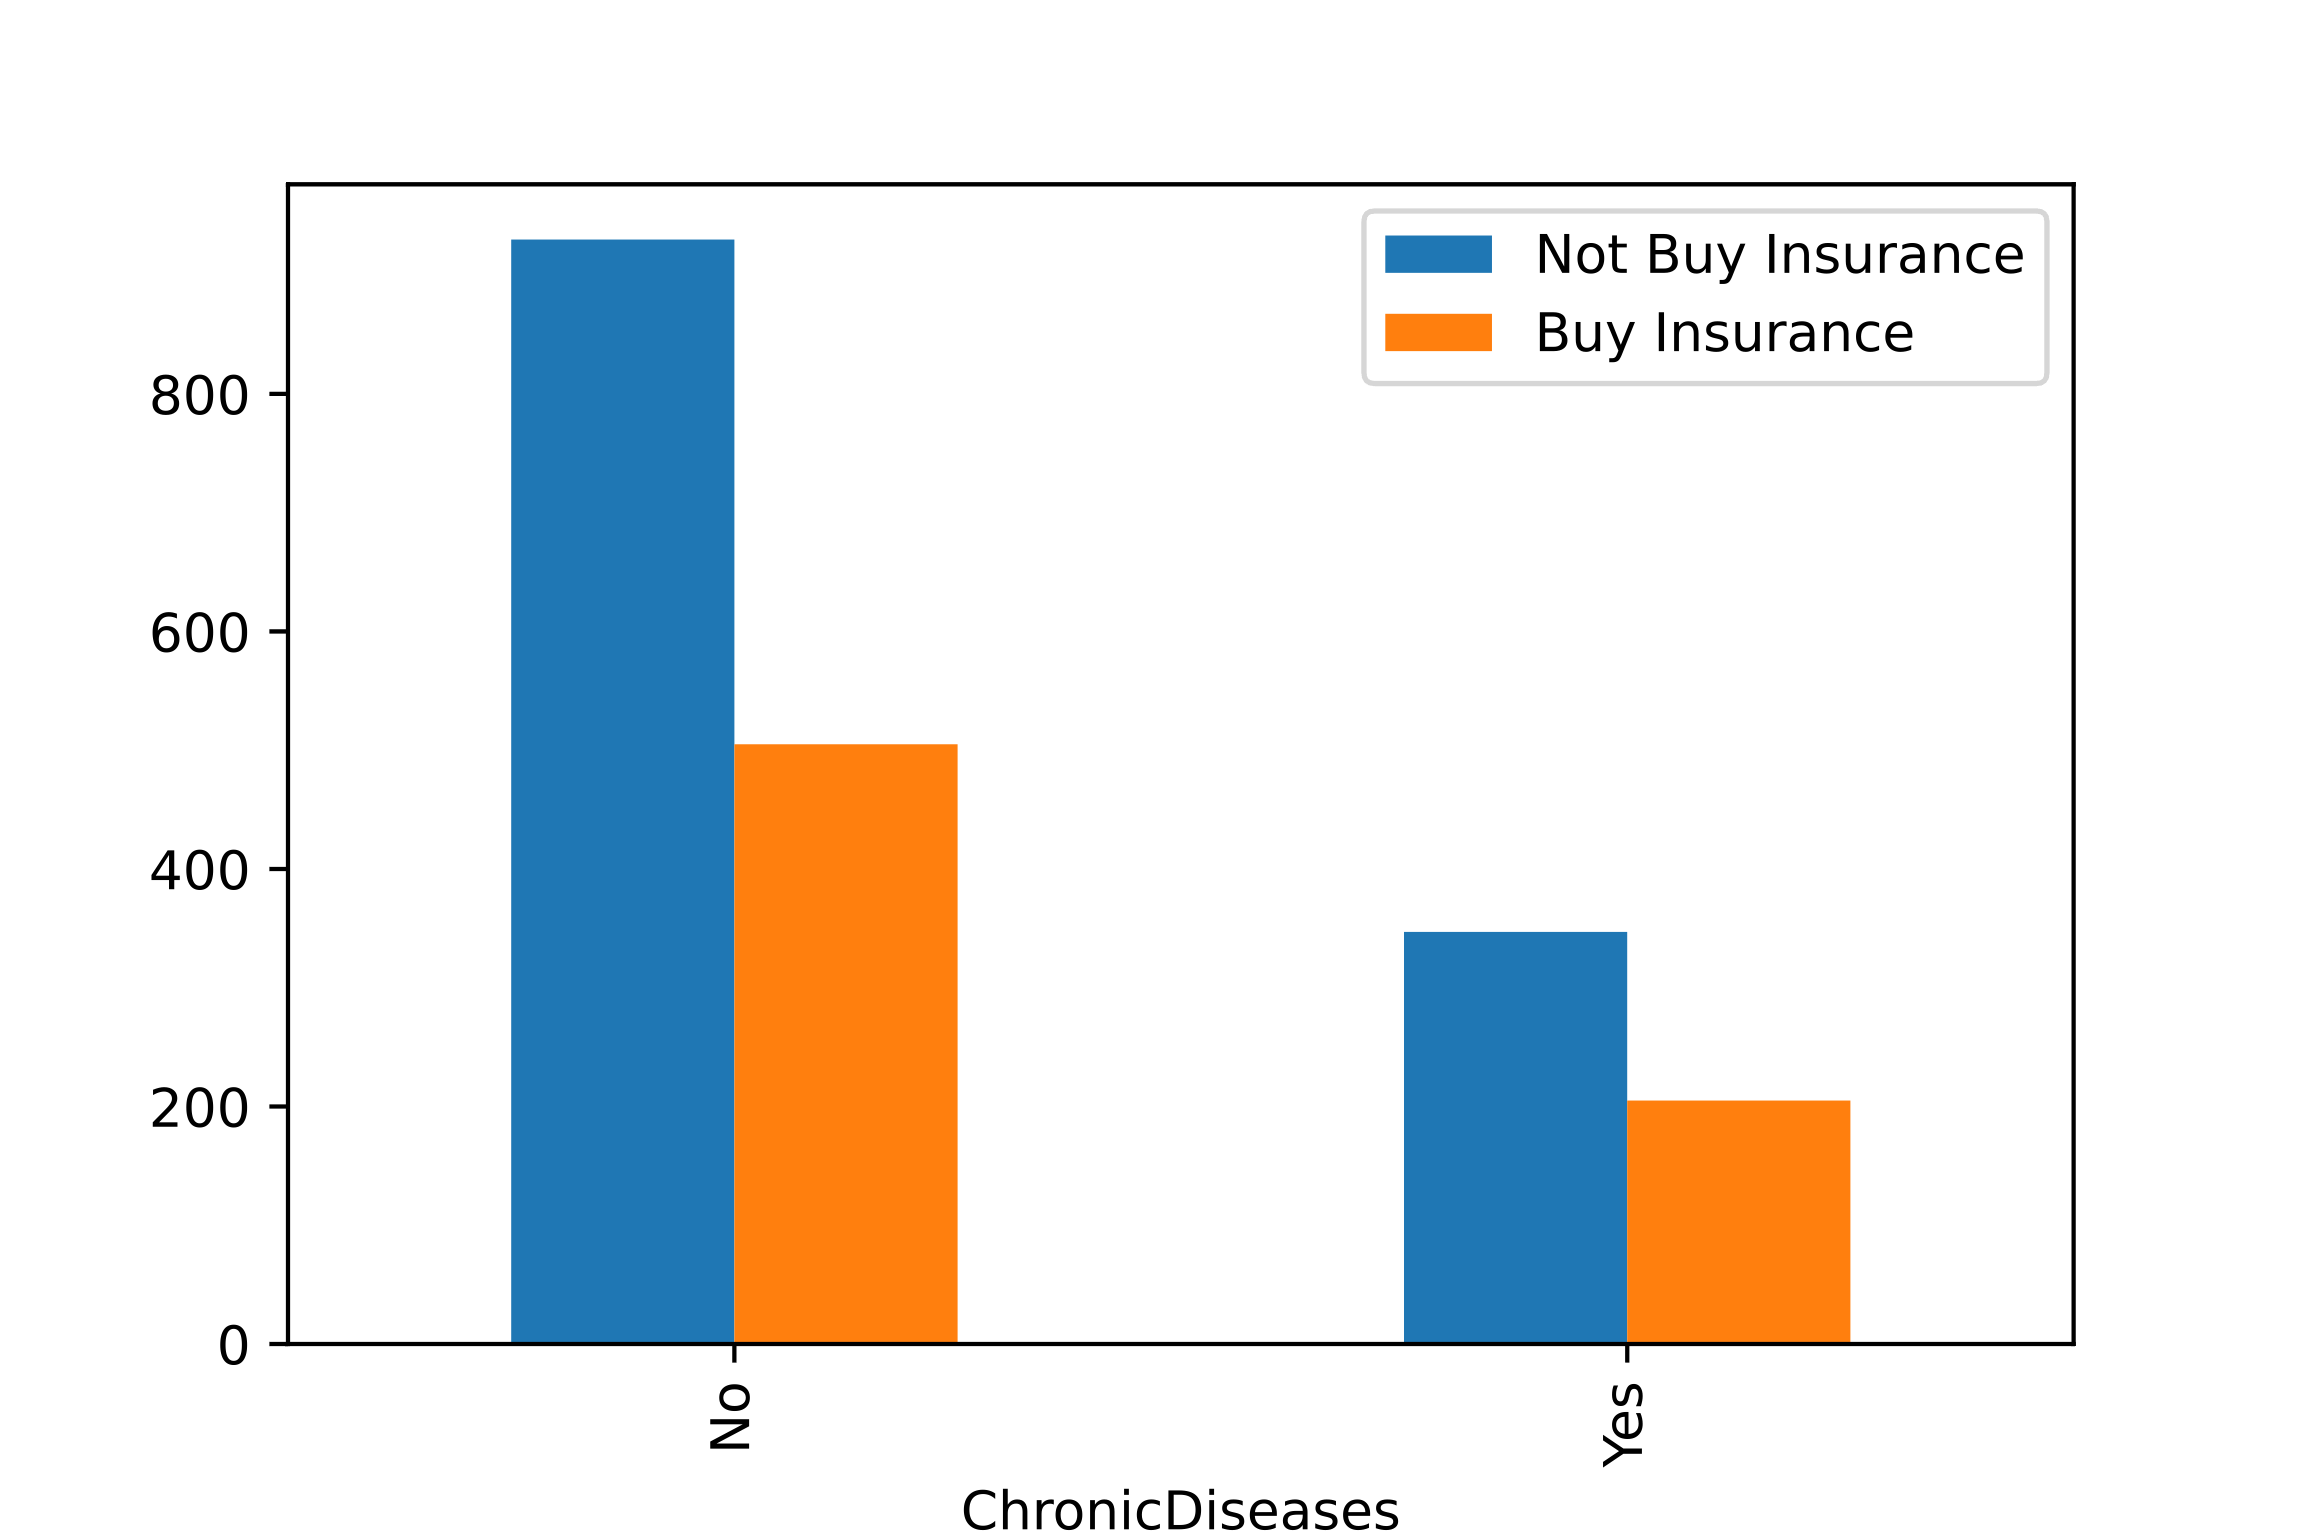 Not Buy Insurance
Buy Insurance
800
600
400
200
0
No
Yes
ChronicDiseases